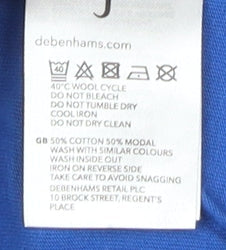 J
debenhams.com
40
40°C WOOL CYCLE
DO NOT BLEACH
DO NOT TUMBLE DRY
COOL IRON
DO NOT DRY CLEAN
GB 50% COTTON 50% MODAL
WASH WITH SIMILAR COLOURS
WASH INSIDE OUT
IRON ON REVERSE SIDE
TAKE CARE TO AVOID SNAGGING
DEBENHAMS RETAIL PLC
10 BROCK STREET, REGENT'S
PLACE